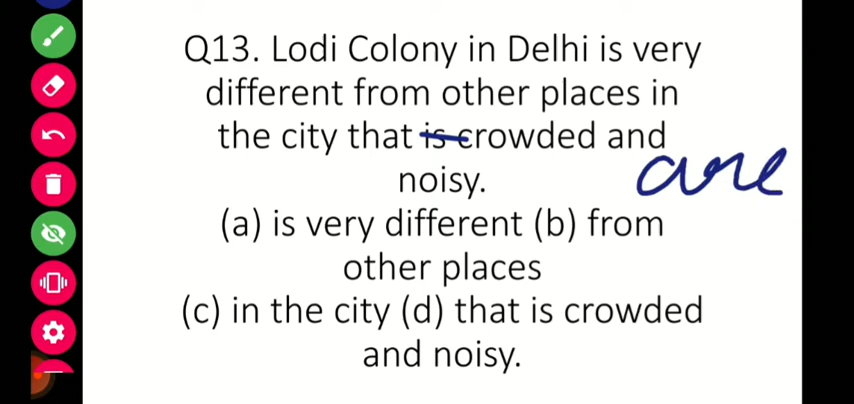 Q13. Lodi Colony in Delhi is very
different from other places in
the city that is crowded and
are
noisy.
(a) is very different (b) from
other places
(c) in the city (d) that is crowded
and noisy.